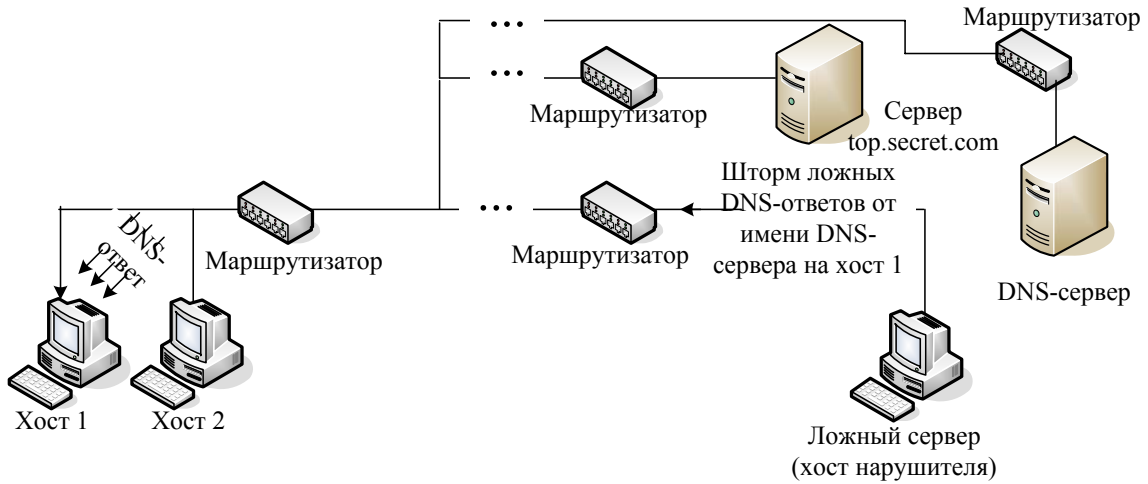 Маршрутизатор
...
...
Маршрутизатор
Сервер
top.secret.com
Шторм ложных
DNS-ответов от
имени DNS-
сервера на хост 1
...
DNS-
ответ
Маршрутизатор
Маршрутизатор
DNS-сервер
Хост 1
Хост 2
Ложный сервер
(хост нарушителя)